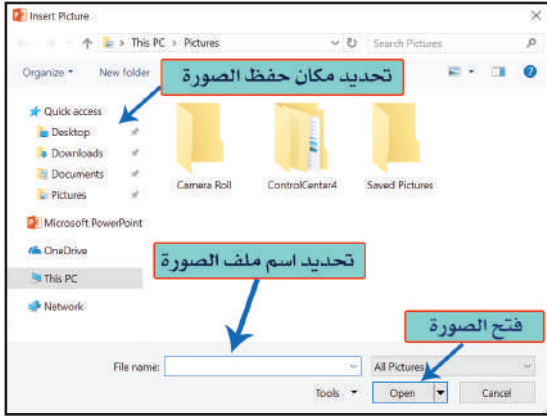 Insert Picture
This PC > Pictures
Search Pictures
Organize
New folder
تحديد مكان حفظ الصورة
Quick access
Desktop
Downloads
Documents
Pictures
Camera Roll
ControlCenter4
Saved Pictures
Microsoft PowerPoint
OneDrive
تحديد اسم ملف الصورة
This PC
Network
فتح الصورة
File name:
All Pictures
Tools
Open
Cancel